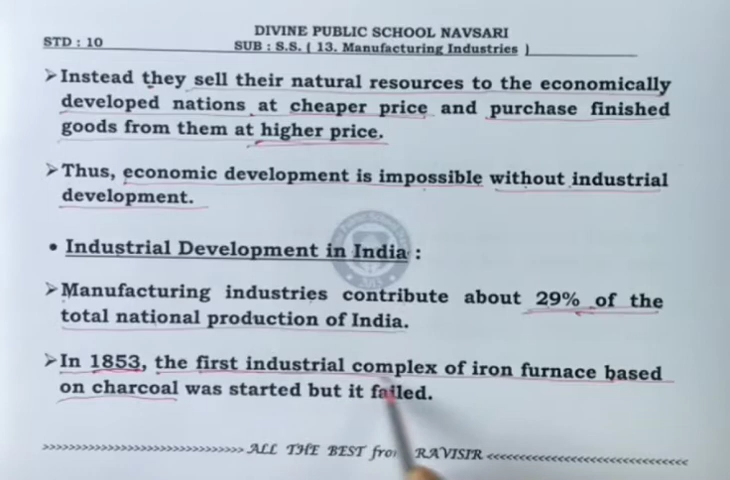 DIVINE PUBLIC SCHOOL NAVSARI
STD : 10 SUB : S.S. ( 13. Manufacturing Industries )
➤Instead they sell their natural resources to the economically
developed nations at cheaper price and purchase finished
goods from them at higher price.
➤Thus, economic development is impossible without industrial
development.
• Industrial Development in India :
➤Manufacturing industries contribute about 29% of the
total national production of India.
➤In 1853, the first industrial complex of iron furnace based
on charcoal was started but it failed.
>>>>>>>>>>>>>>>>>>>>>>>>>>>>>> ALL THE BEST from RAVISIR <<<<<<<<<<<<<<<<<<<<<<<<<<<<<<